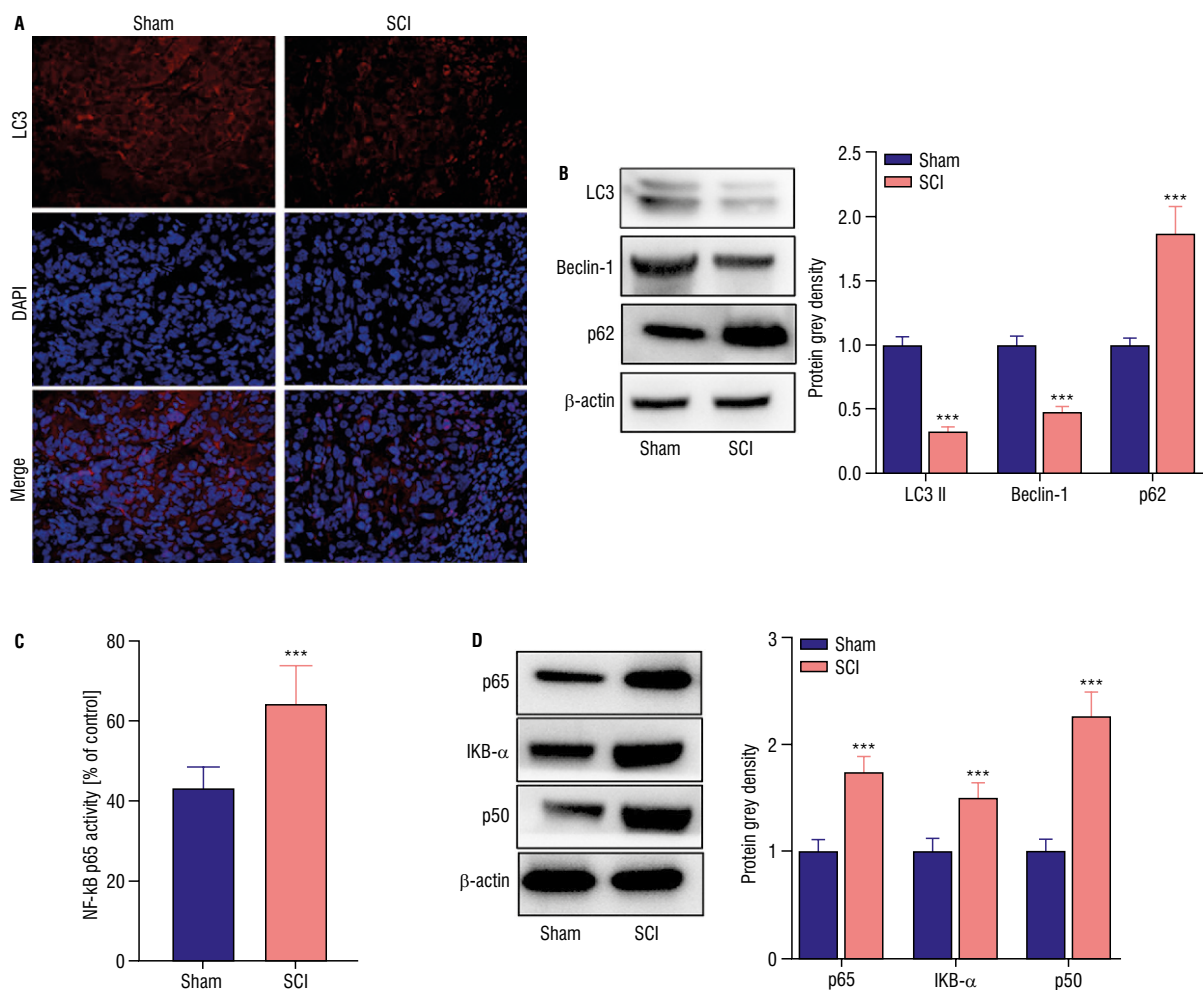 A
Sham
SCI
LC3
DAPI
Merge
B
LC3
Beclin-1
p62
β-actin
Sham
SCI
Protein grey density
2.5
2.0
1.5
1.0
0.5
0.0
Sham
SCI
***
***
***
LC3 II
Beclin-1
p62
C
NF-kB p65 activity [% of control]
80
60
40
20
0
***
Sham
SCI
D
p65
IKB-α
p50
β-actin
Sham
SCI
Protein grey density
3
2
1
0
Sham
SCI
***
***
***
p65
IKB-α
p50